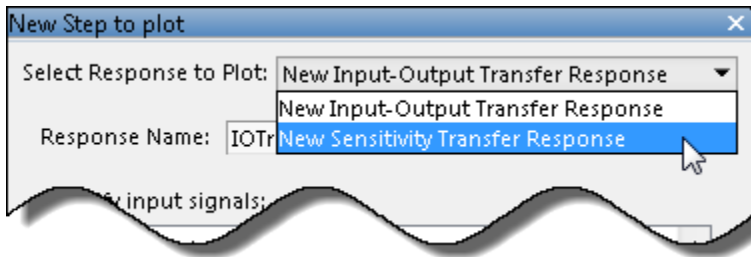 New Step to plot
Select Response to Plot: New Input-Output Transfer Response
New Input-Output Transfer Response
Response Name: IOTr
New Sensitivity Transfer Response
input signals: